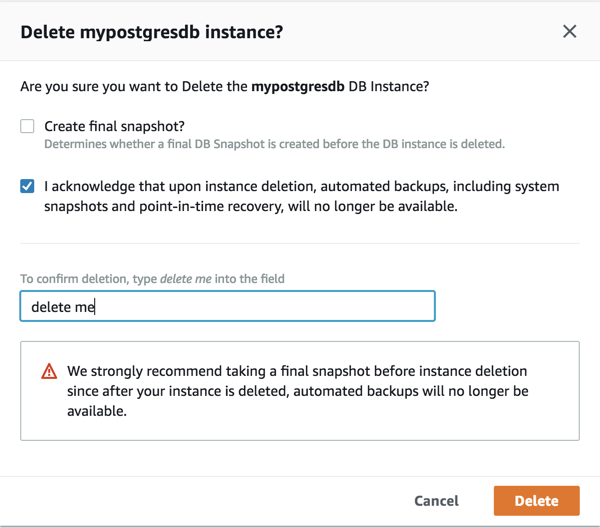 Delete mypostgresdb instance?
Are you sure you want to Delete the mypostgresdb DB Instance?
Create final snapshot?
Determines whether a final DB Snapshot is created before the DB instance is deleted.
I acknowledge that upon instance deletion, automated backups, including system
snapshots and point-in-time recovery, will no longer be available.
To confirm deletion, type delete me into the field
delete me
We strongly recommend taking a final snapshot before instance deletion
since after your instance is deleted, automated backups will no longer be
available.
Cancel
Delete